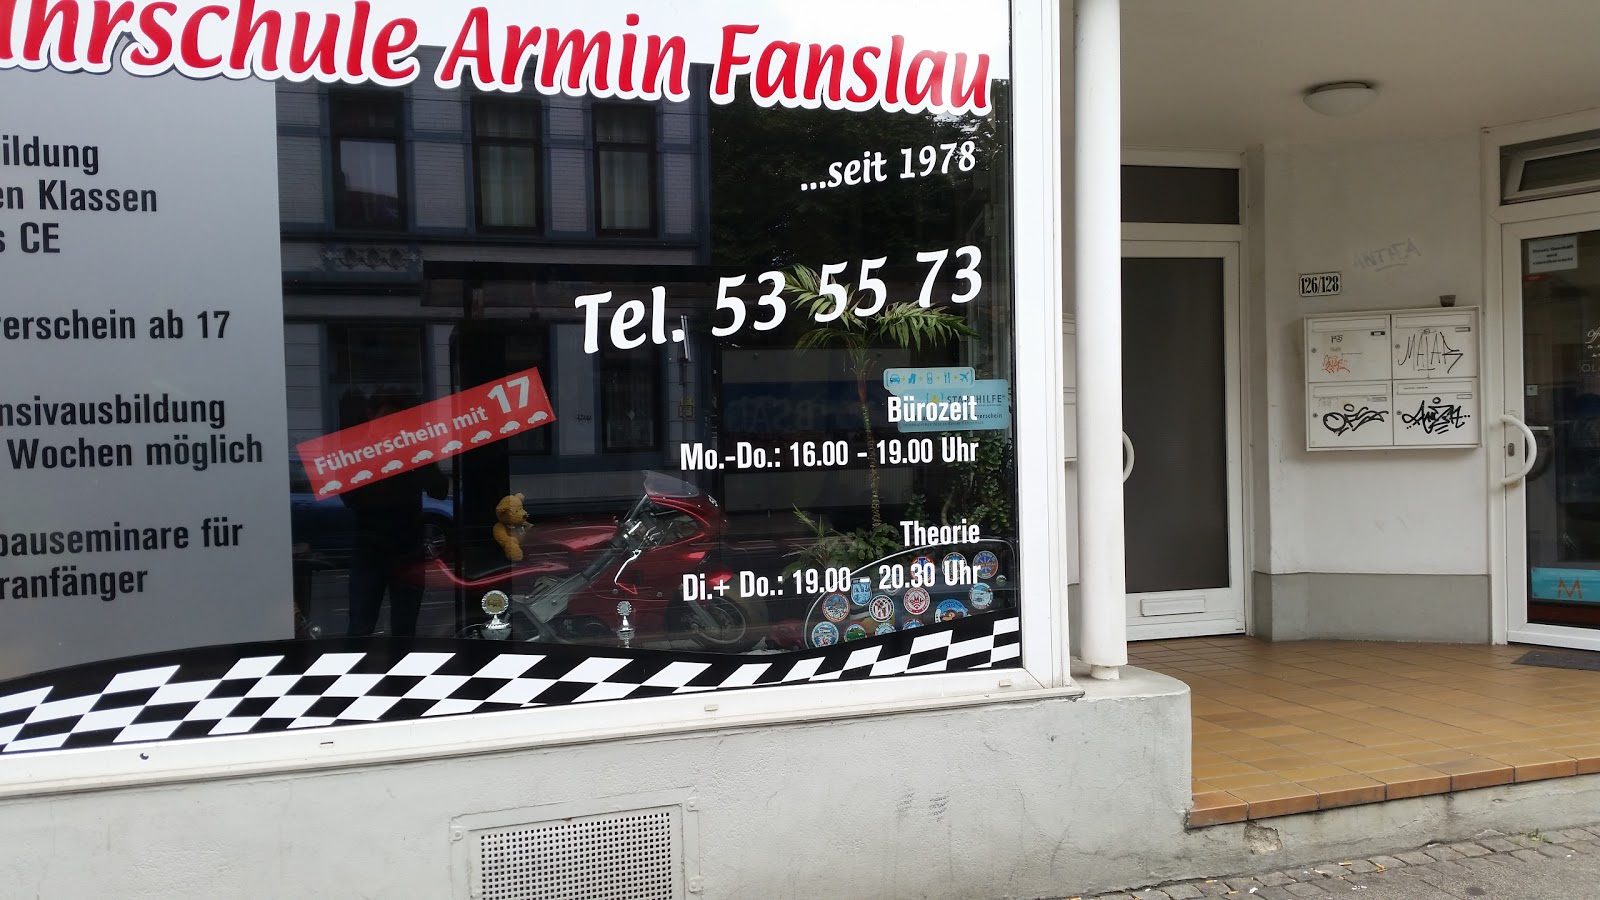 ahrschule Armin Fanslau
...seit 1978
ildung
en Klassen
s CE
Tel. 53 55 73
rerschein ab 17
Führerschein mit 17
nsivausbildung
Wochen möglich
Bürozeit
Mo.-Do.: 16.00 - 19.00 Uhr
bauseminare für
ranfänger
Theorie
Di.+ Do.: 19.00 - 20.30 Uhr
126/128